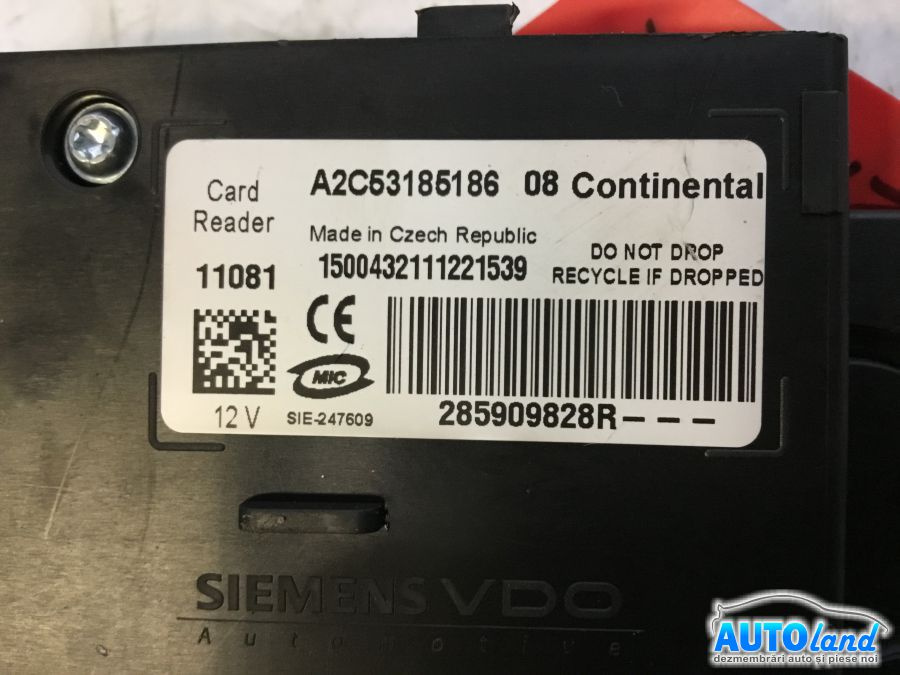 Card
Reader
11081
12 V
A2C53185186 08 Continental
Made in Czech Republic
1500432111221539
DO NOT DROP
RECYCLE IF DROPPED
CE
MIC
SIE-247609
285909828R– – –
SIEMENS VDO
Automotive
AUTOland
dezmembrări auto și piese noi